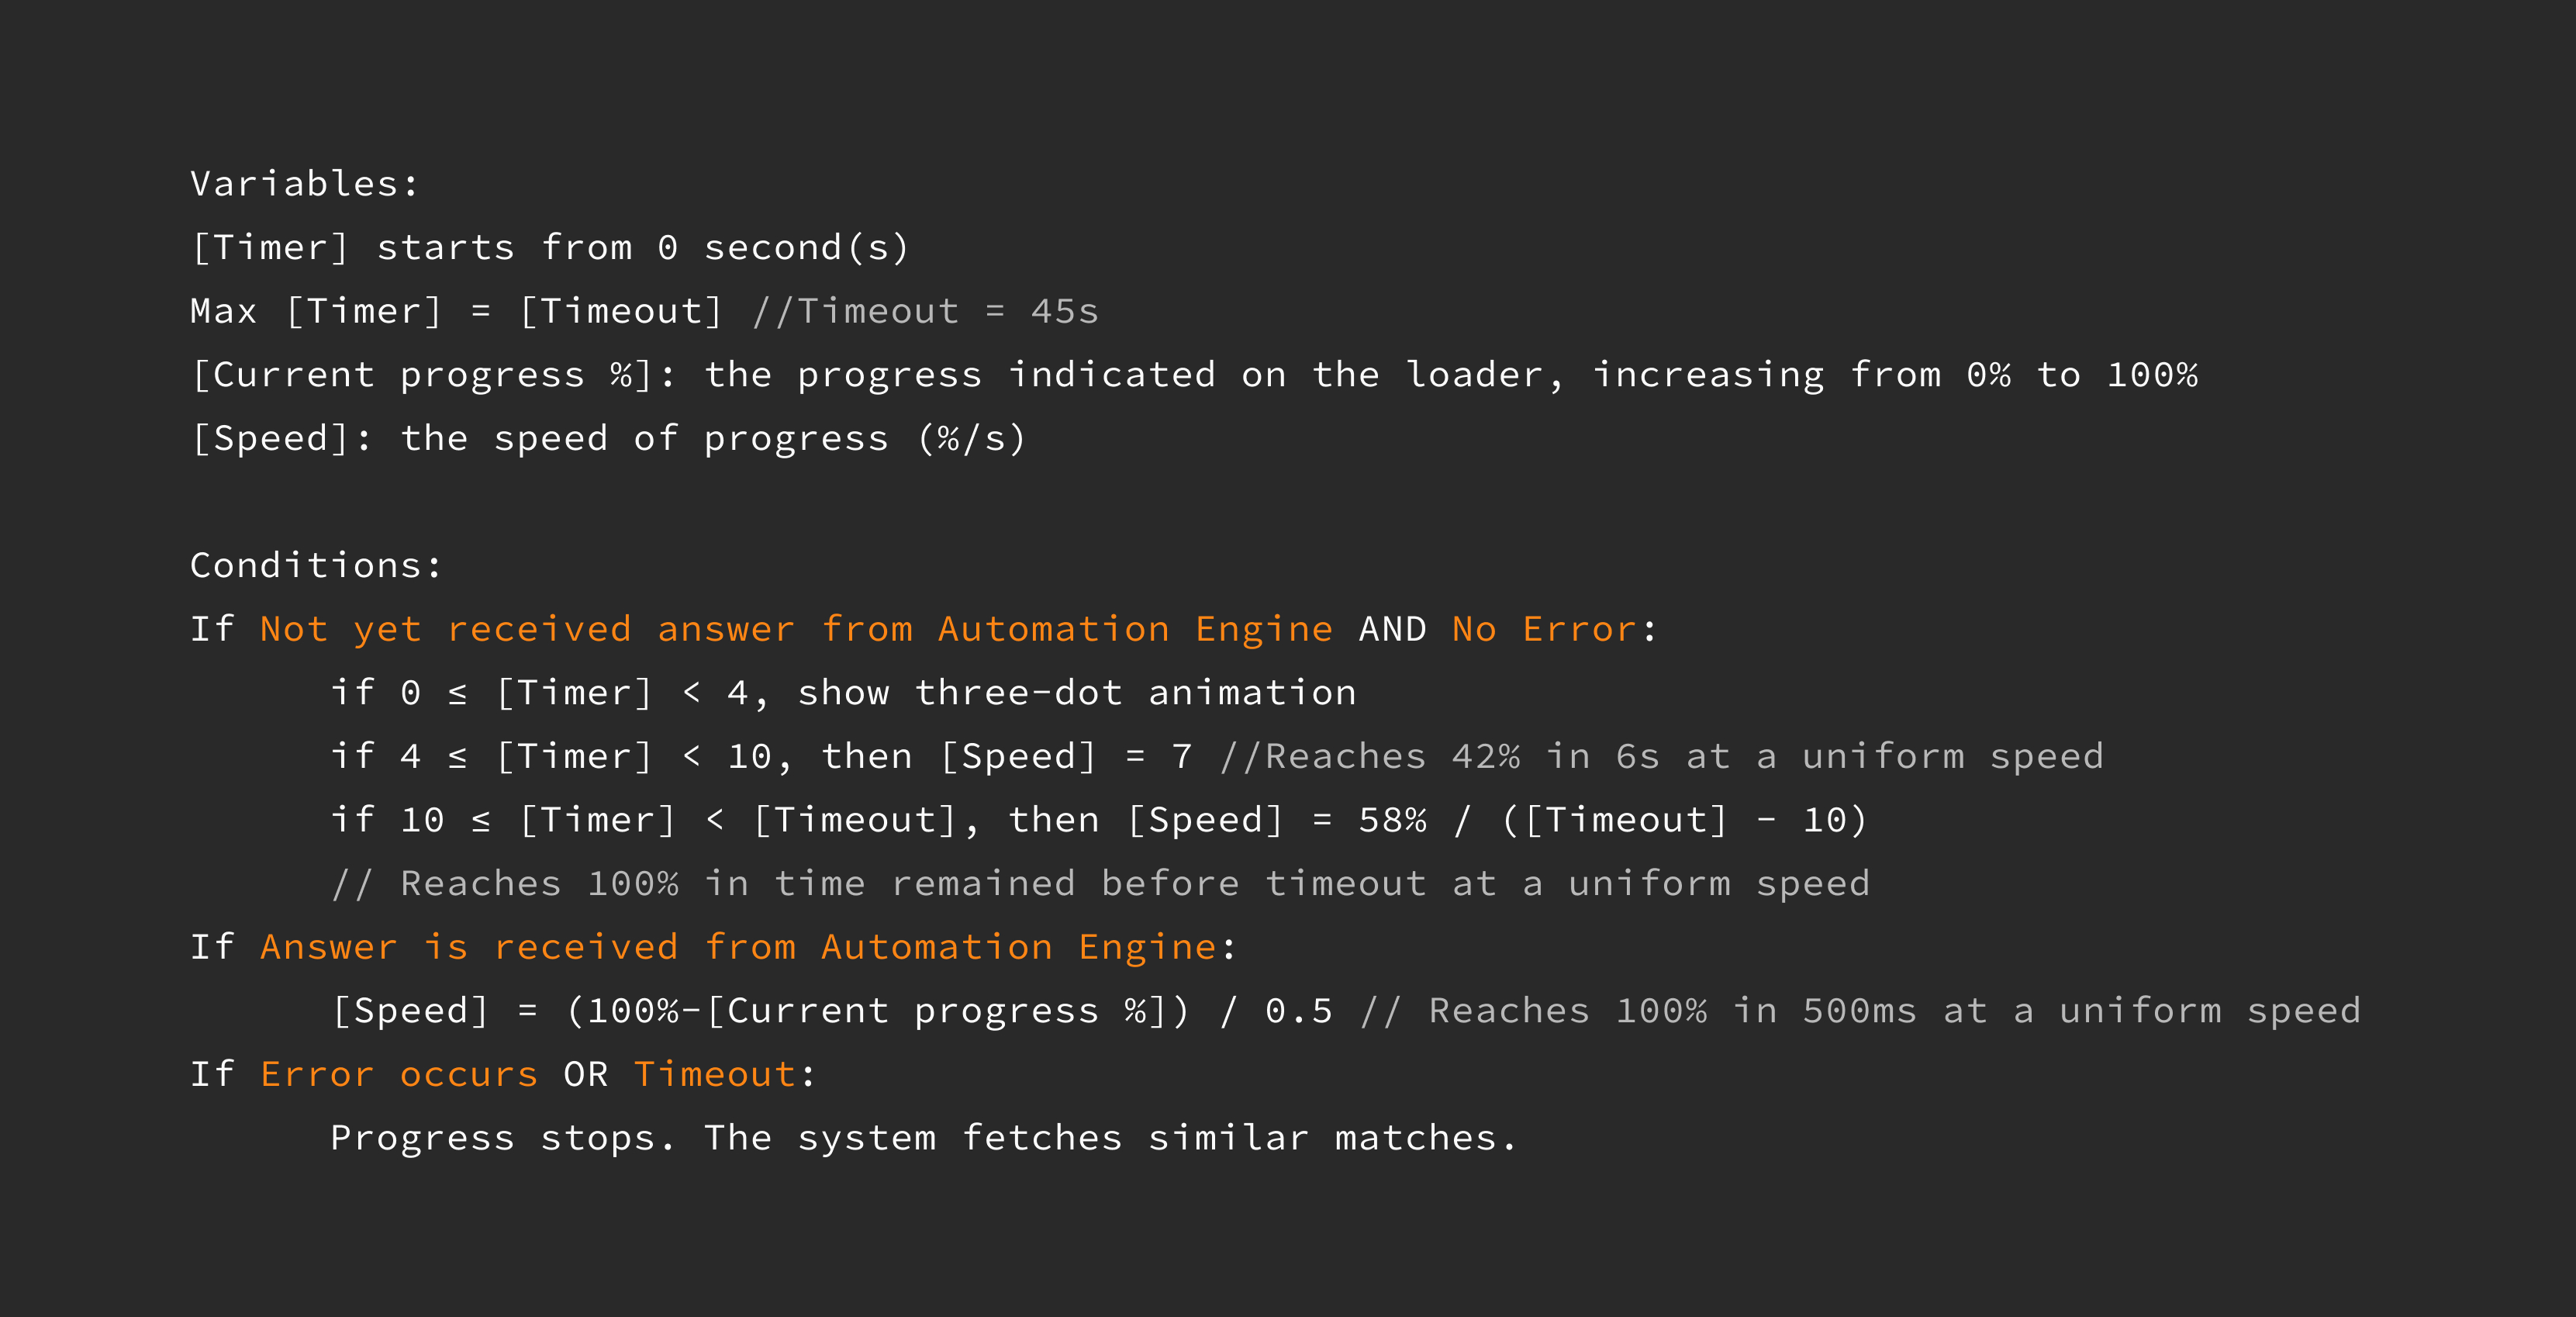 Variables:
[Timer] starts from 0 second(s)
Max [Timer] = [Timeout] //Timeout = 45s
[Current progress %]: the progress indicated on the loader, increasing from 0% to 100%
[Speed]: the speed of progress (%/s)
Conditions:
If Not yet received answer from Automation Engine AND No Error:
if 0 ≤ [Timer] < 4, show three-dot animation
if 4 ≤ [Timer] < 10, then [Speed] = 7 //Reaches 42% in 6s at a uniform speed
if 10 ≤ [Timer] < [Timeout], then [Speed] = 58% / ([Timeout] - 10)
// Reaches 100% in time remained before timeout at a uniform speed
If Answer is received from Automation Engine:
[Speed] = (100%-[Current progress %]) / 0.5 // Reaches 100% in 500ms at a uniform speed
If Error occurs OR Timeout:
Progress stops. The system fetches similar matches.